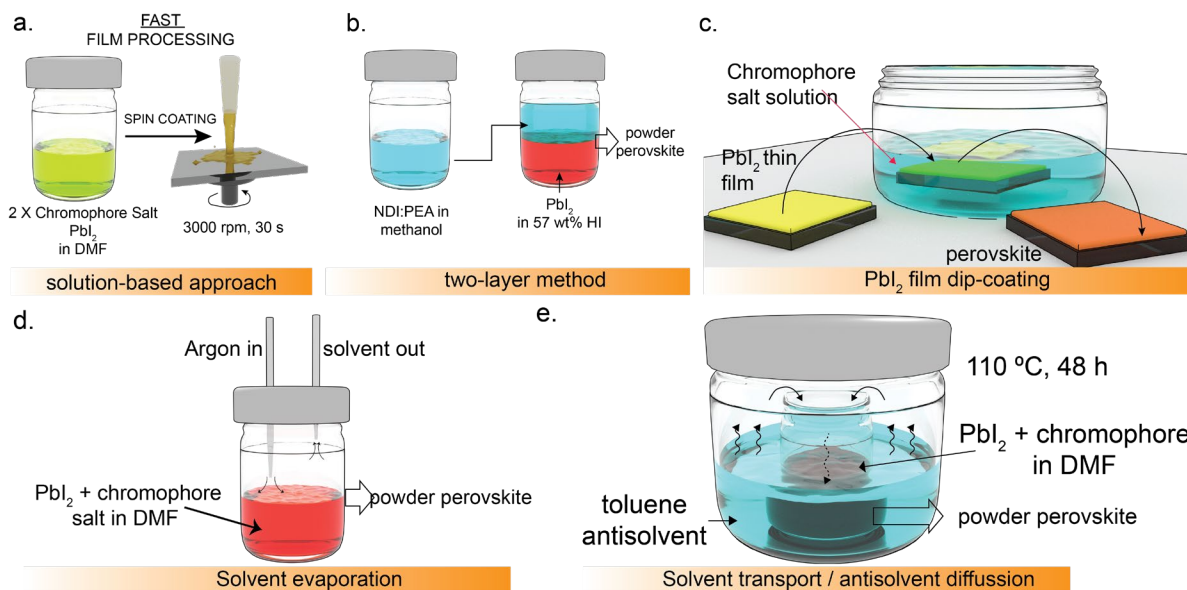 a.
FAST
FILM PROCESSING
SPIN COATING
2 X Chromophore Salt
PbI2
in DMF
3000 rpm, 30 s
solution-based approach
b.
NDI:PEA in
methanol
PbI2
in 57 wt% HI
powder
perovskite
two-layer method
c.
Chromophore
salt solution
PbI2 thin
film
perovskite
PbI2 film dip-coating
d.
Argon in
solvent out
PbI2 + chromophore
salt in DMF
powder perovskite
Solvent evaporation
e.
110 ºC, 48 h
PbI2 + chromophore
in DMF
toluene
antisolvent
powder perovskite
Solvent transport / antisolvent diffussion